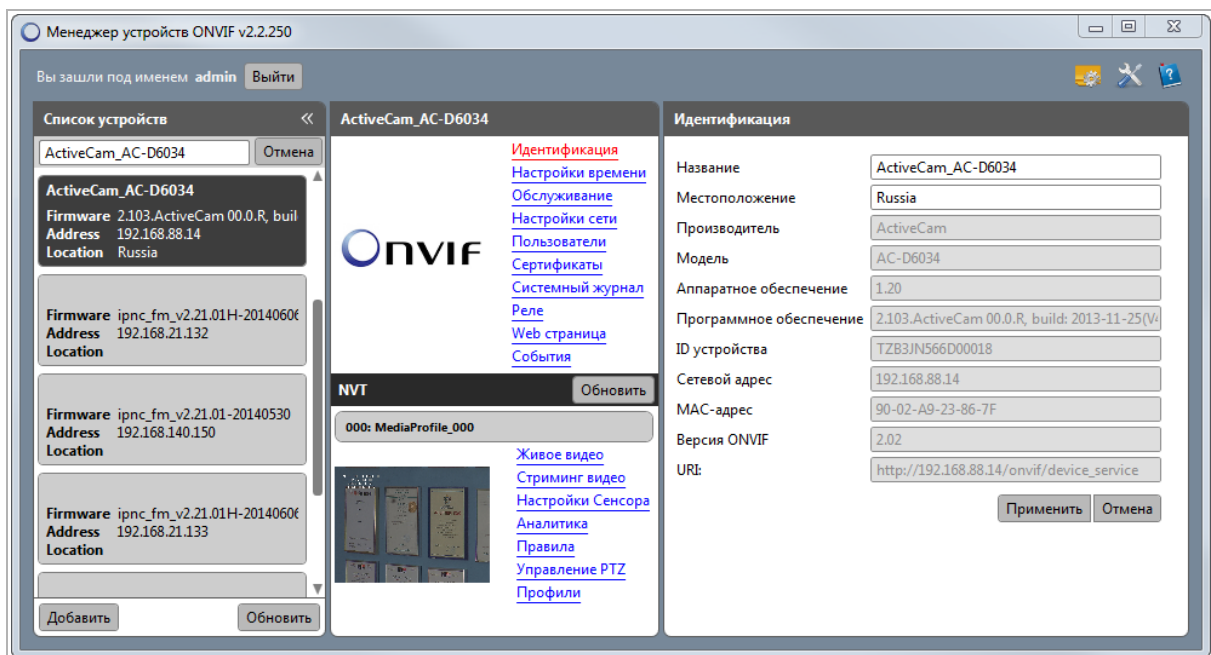 Менеджер устройств ONVIF v2.2.250
Вы зашли под именем admin Выйти
Список устройств
ActiveCam_AC-D6034 Отмена
ActiveCam_AC-D6034
Firmware 2.103.ActiveCam 00.0.R, buil
Address 192.168.88.14
Location Russia
Firmware ipnc_fm_v2.21.01H-20140606
Address 192.168.21.132
Location
Firmware ipnc_fm_v2.21.01-20140530
Address 192.168.140.150
Location
Firmware ipnc_fm_v2.21.01H-20140606
Address 192.168.21.133
Location
Добавить Обновить
ActiveCam_AC-D6034
ONVIF
Идентификация
Настройки времени
Обслуживание
Настройки сети
Пользователи
Сертификаты
Системный журнал
Реле
Web страница
События
NVT Обновить
000: MediaProfile_000
Живое видео
Стриминг видео
Настройки Сенсора
Аналитика
Правила
Управление PTZ
Профили
Идентификация
Название ActiveCam_AC-D6034
Местоположение Russia
Производитель ActiveCam
Модель AC-D6034
Аппаратное обеспечение 1.20
Программное обеспечение 2.103.ActiveCam 00.0.R, build: 2013-11-25(V4
ID устройства TZB3JN566D00018
Сетевой адрес 192.168.88.14
MAC-адрес 90-02-A9-23-86-7F
Версия ONVIF 2.02
URI: http://192.168.88.14/onvif/device_service
Применить Отмена